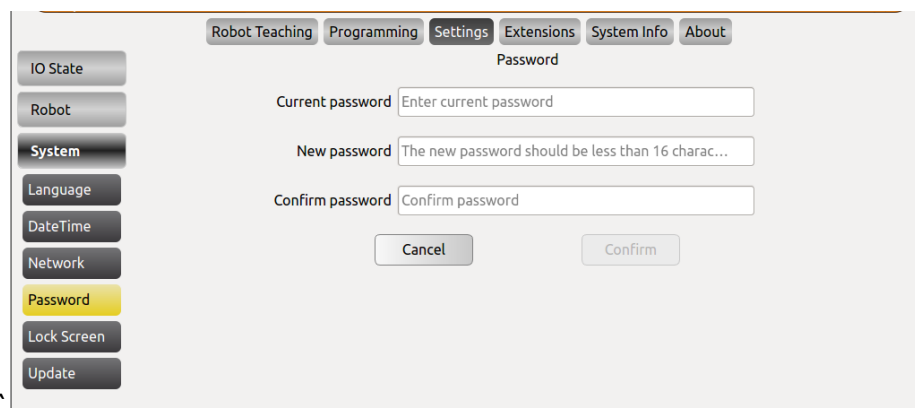 Robot Teaching Programming Settings Extensions System Info About
Password
IO State
Robot
System
Language
DateTime
Network
Password
Lock Screen
Update
Current password Enter current password
New password The new password should be less than 16 charac...
Confirm password Confirm password
Cancel Confirm